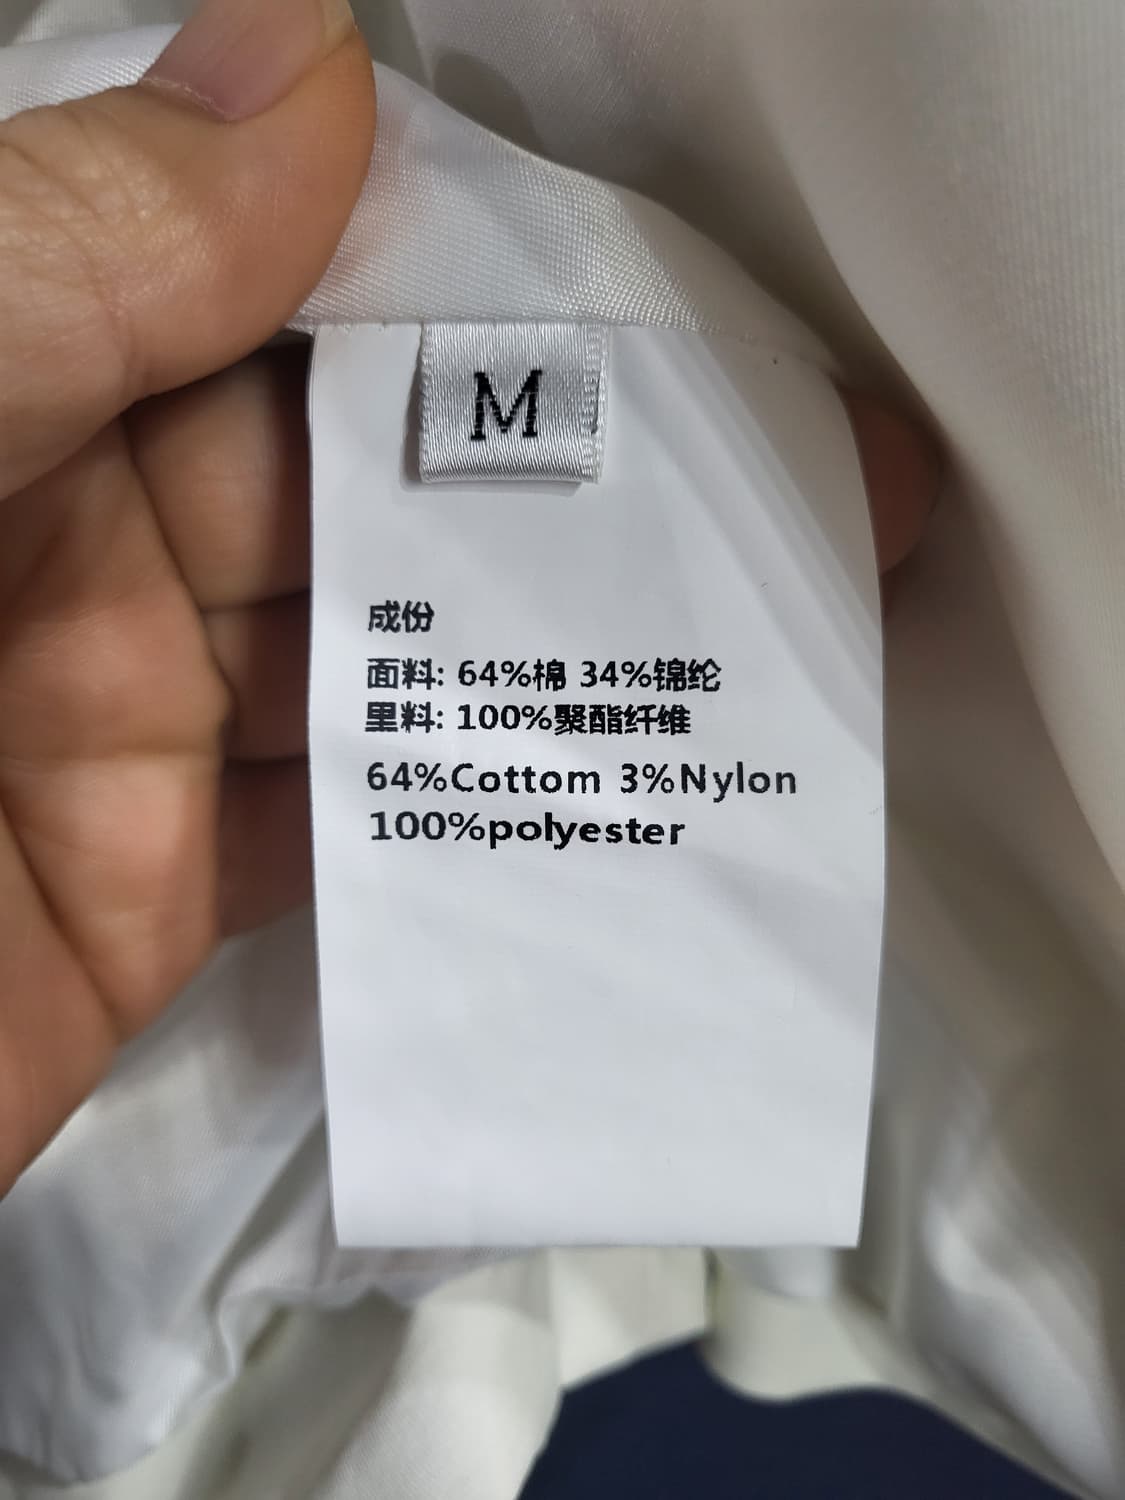 M
成份
面料: 64%棉 34%锦纶
里料: 100%聚酯纤维
64%Cottom 3%Nylon
100%polyester